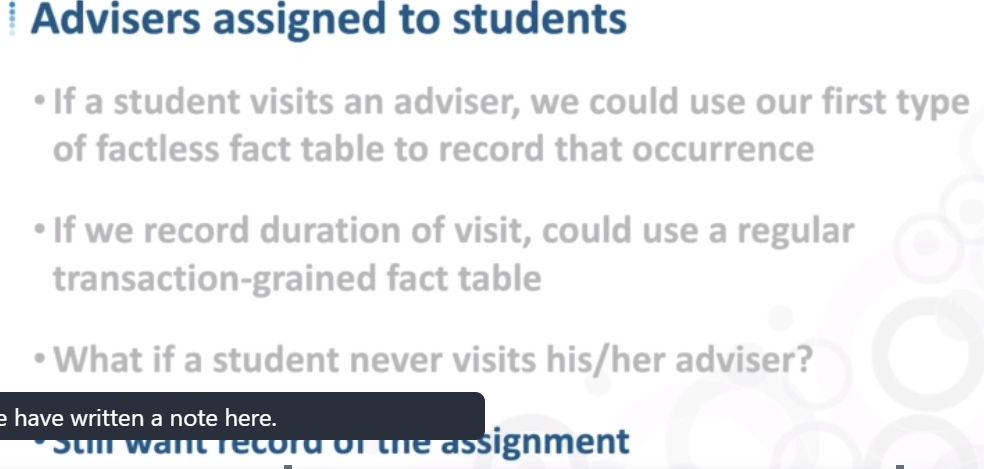 Advisers assigned to students
• If a student visits an adviser, we could use our first type
of factless fact table to record that occurrence
• If we record duration of visit, could use a regular
transaction-grained fact table
• What if a student never visits his/her adviser?
e have written a note here.
• Still want record of the assignment